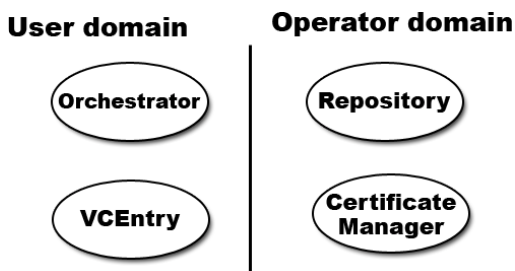 User domain
Operator domain
Orchestrator
Repository
VCEntry
Certificate
Manager